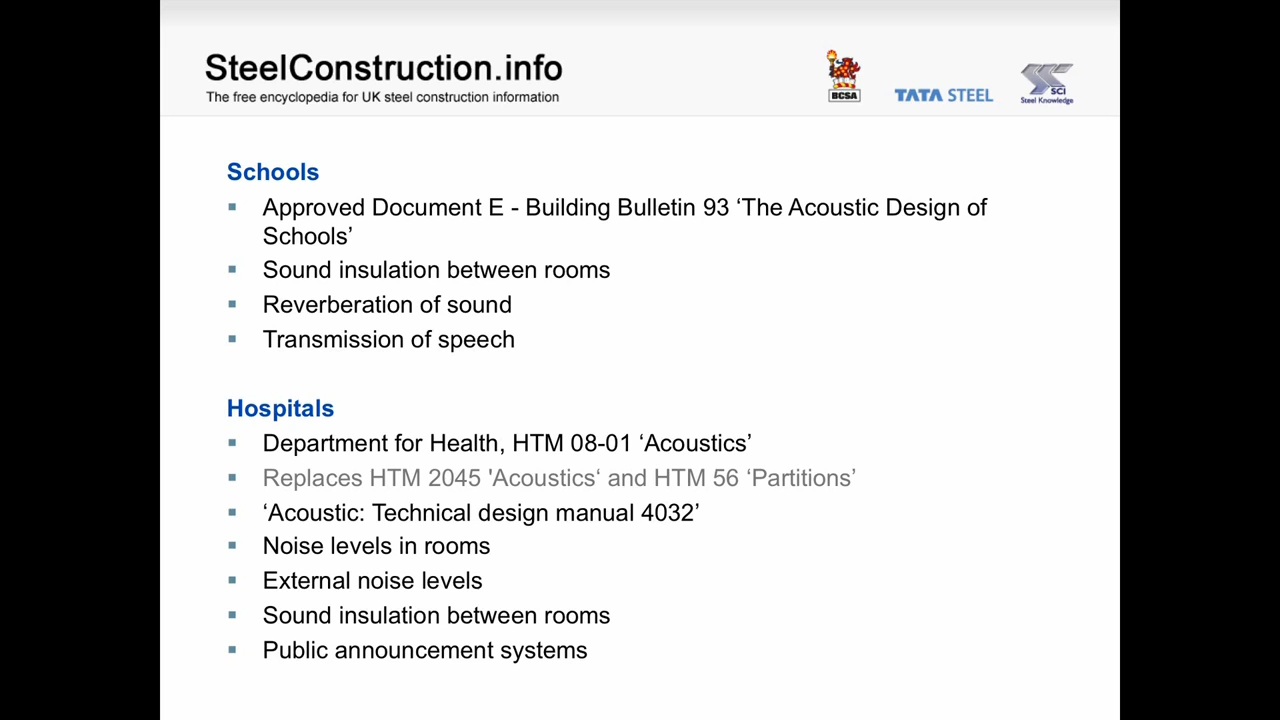 SteelConstruction.info
The free encyclopedia for UK steel construction information
BCSA
TATA STEEL
SCI
Steel Knowledge
Schools
Approved Document E - Building Bulletin 93 ‘The Acoustic Design of
Schools’
Sound insulation between rooms
Reverberation of sound
Transmission of speech
Hospitals
Department for Health, HTM 08-01 ‘Acoustics’
Replaces HTM 2045 'Acoustics‘ and HTM 56 ‘Partitions’
‘Acoustic: Technical design manual 4032’
Noise levels in rooms
External noise levels
Sound insulation between rooms
Public announcement systems